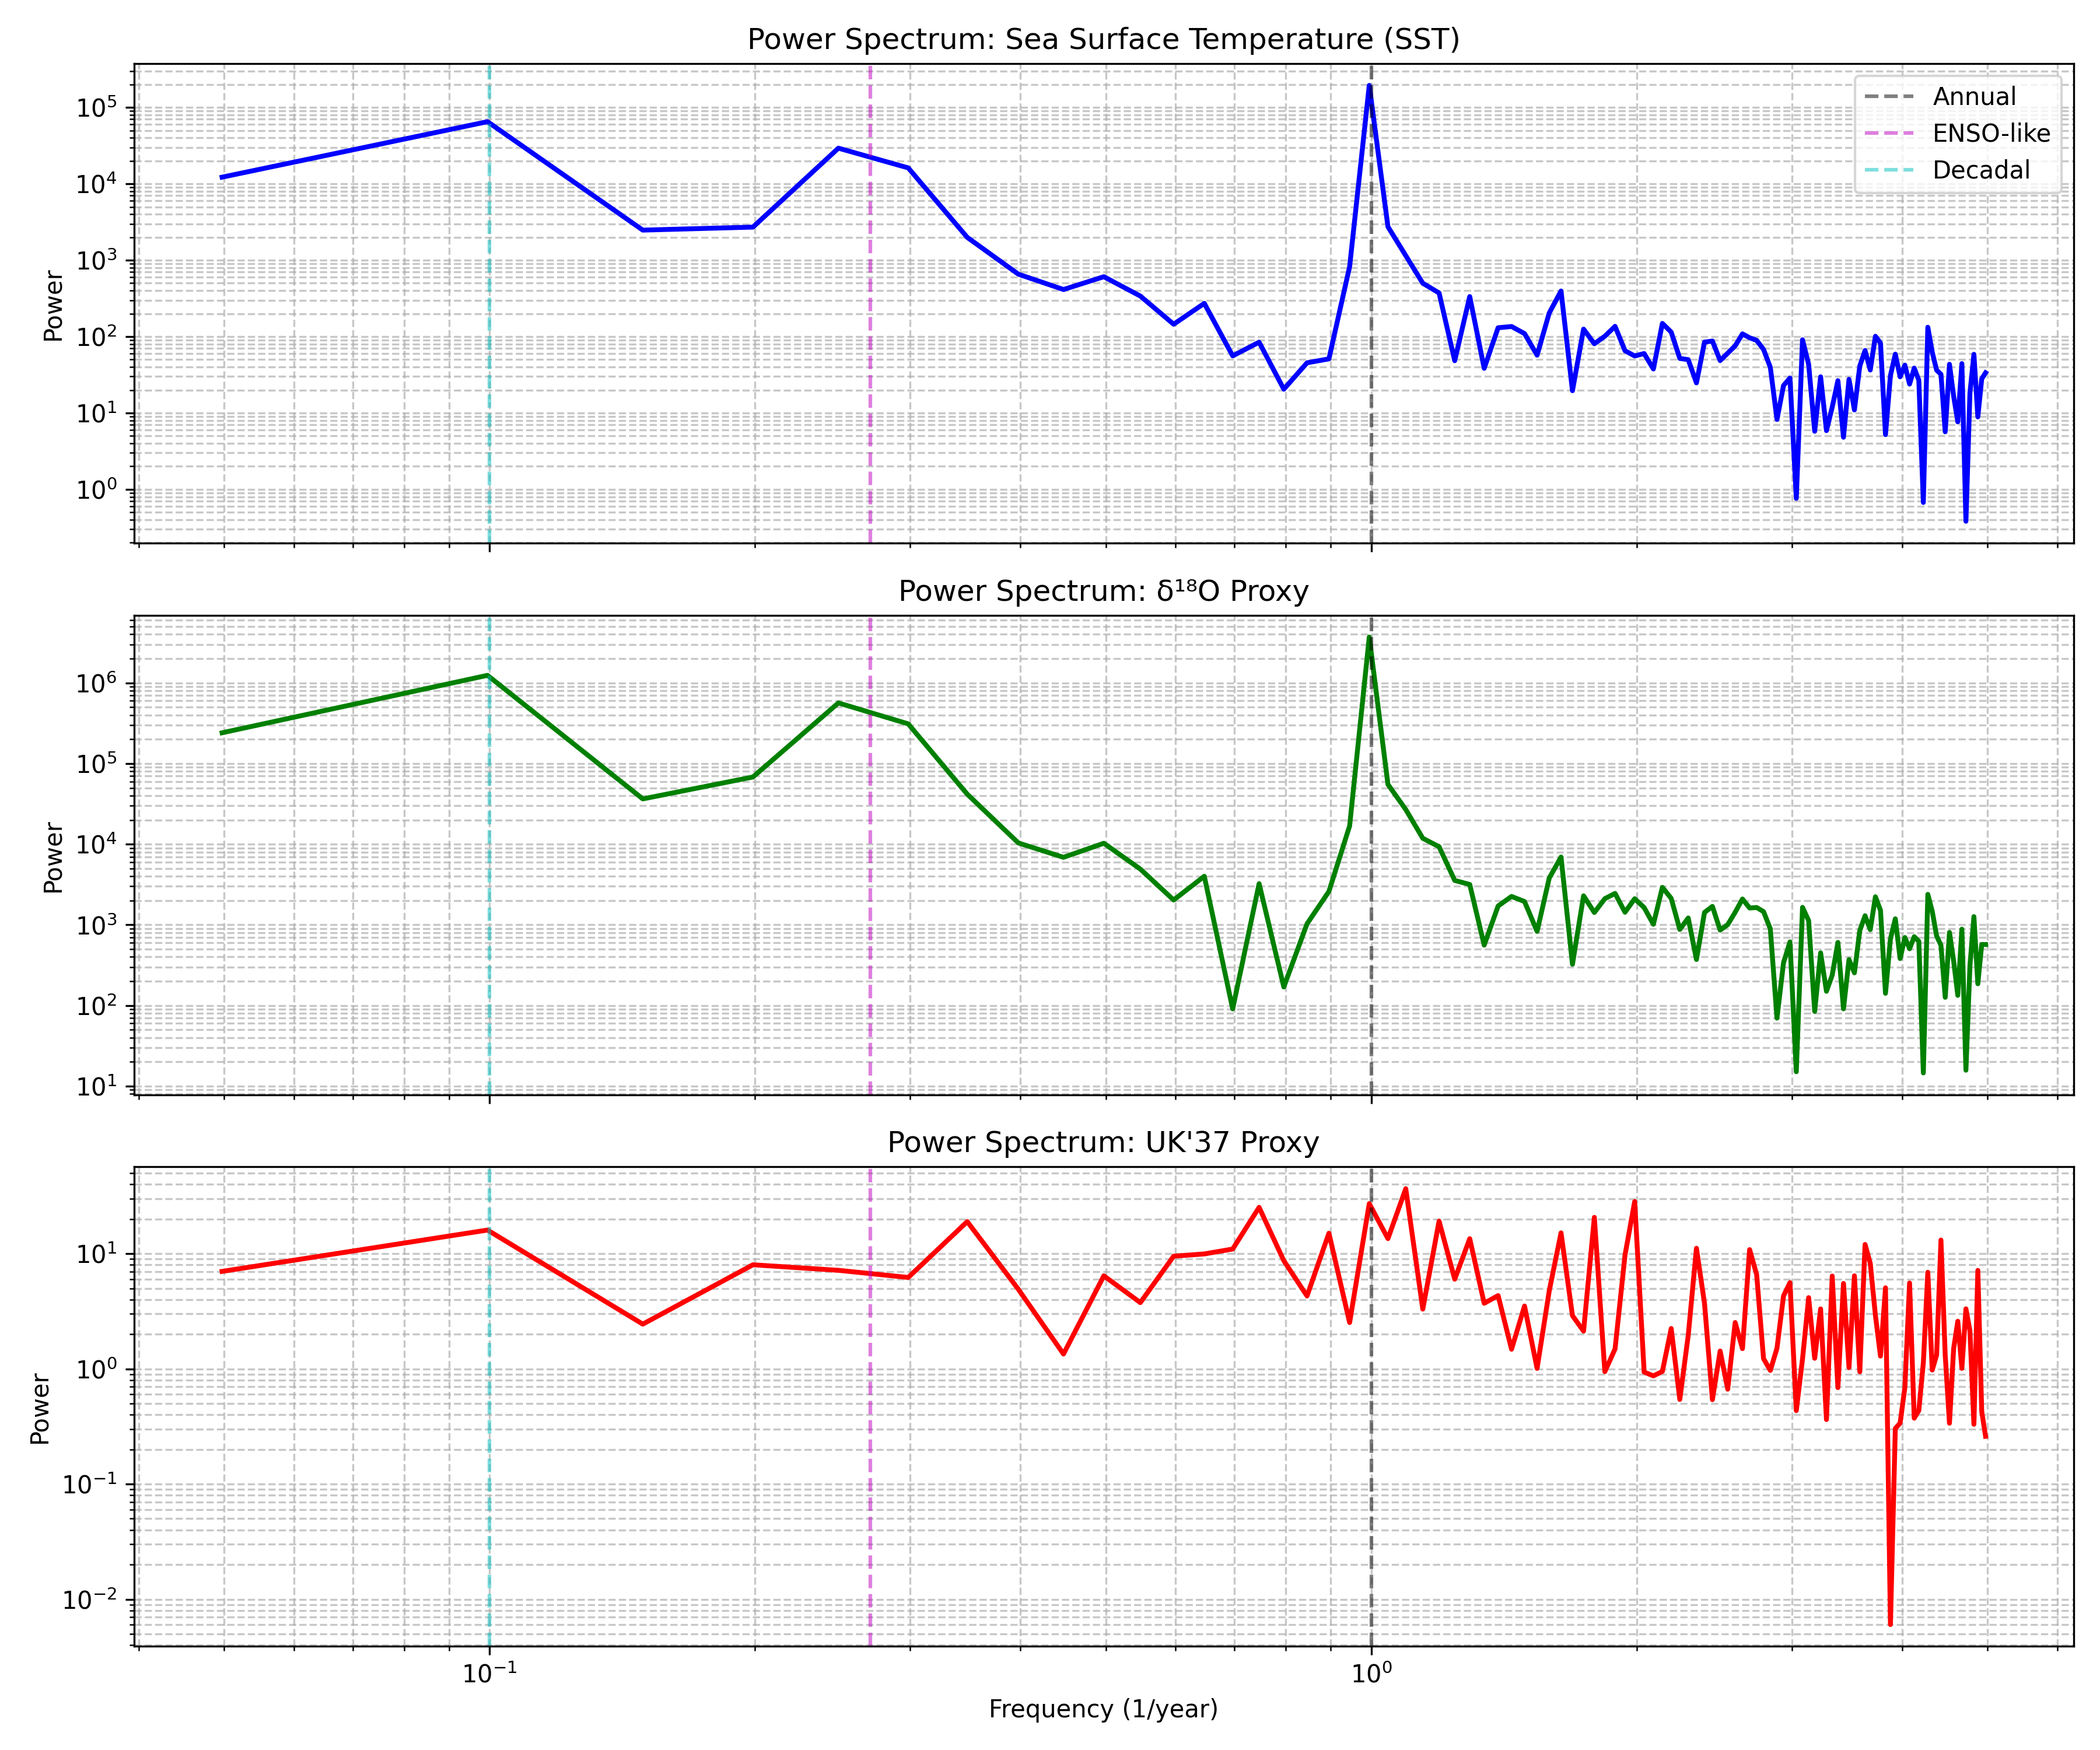 Power Spectrum: Sea Surface Temperature (SST)
10⁵
10⁴
10³
10²
10¹
10⁰
Power
Annual
ENSO-like
Decadal
Power Spectrum: δ¹⁸O Proxy
10⁶
10⁵
10⁴
10³
10²
10¹
Power
Power Spectrum: UK'37 Proxy
10¹
10⁰
10⁻¹
10⁻²
Power
10⁻¹ 10⁰
Frequency (1/year)